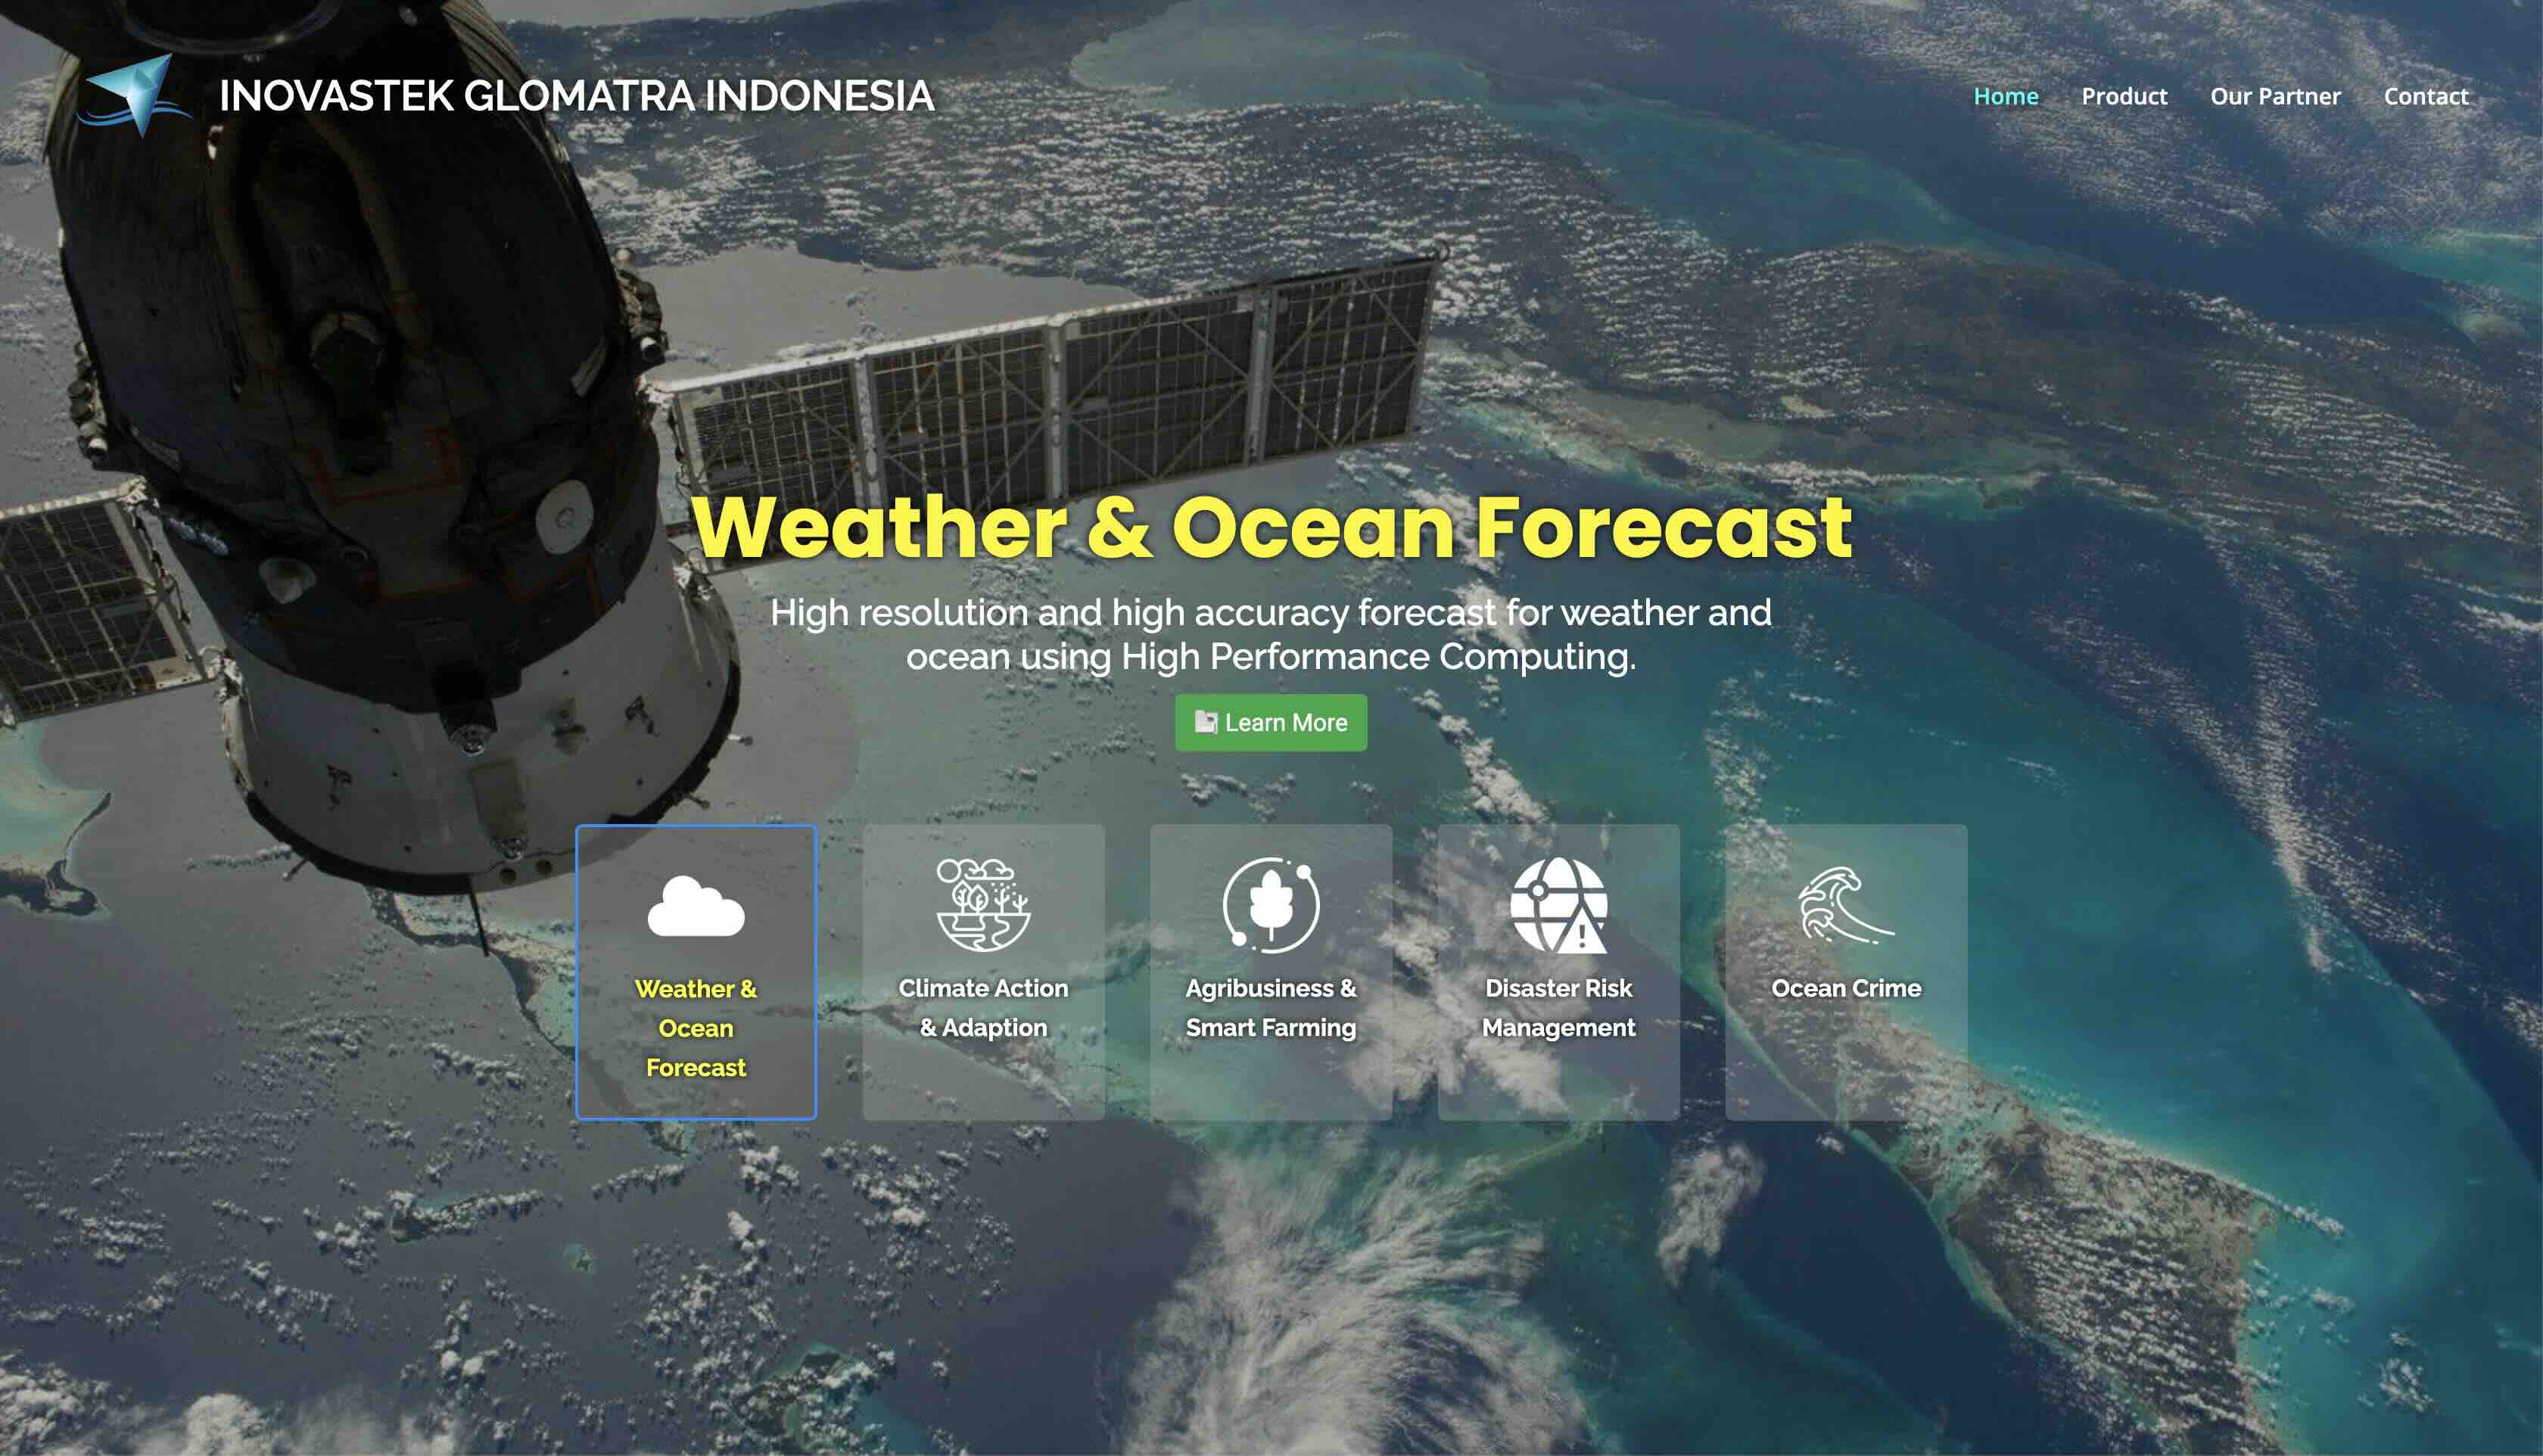 INOVASTEK GLOMATRA INDONESIA
Home
Product
Our Partner
Contact
Weather & Ocean Forecast
High resolution and high accuracy forecast for weather and
ocean using High Performance Computing.
Learn More
Weather &
Ocean
Forecast
Climate Action
& Adaption
Agribusiness &
Smart Farming
Disaster Risk
Management
Ocean Crime